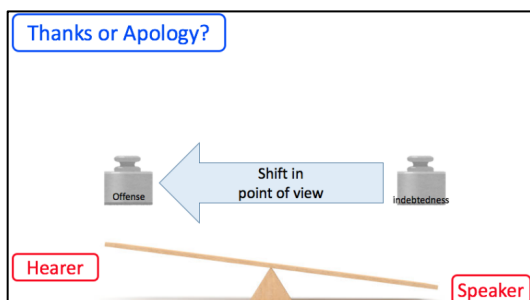 Thanks or Apology?
Shift in
point of view
Offense
indebtedness
Hearer
Speaker